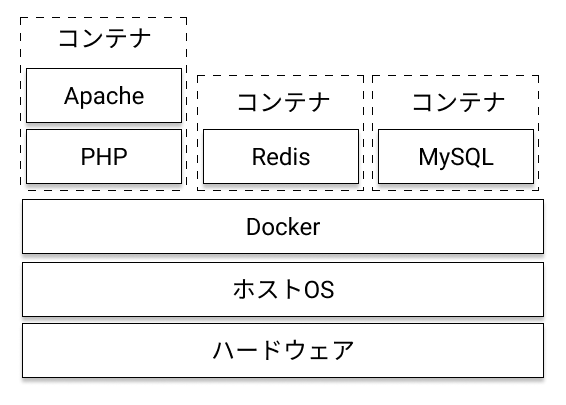 コンテナ
Apache
PHP
コンテナ
Redis
コンテナ
MySQL
Docker
ホストOS
ハードウェア